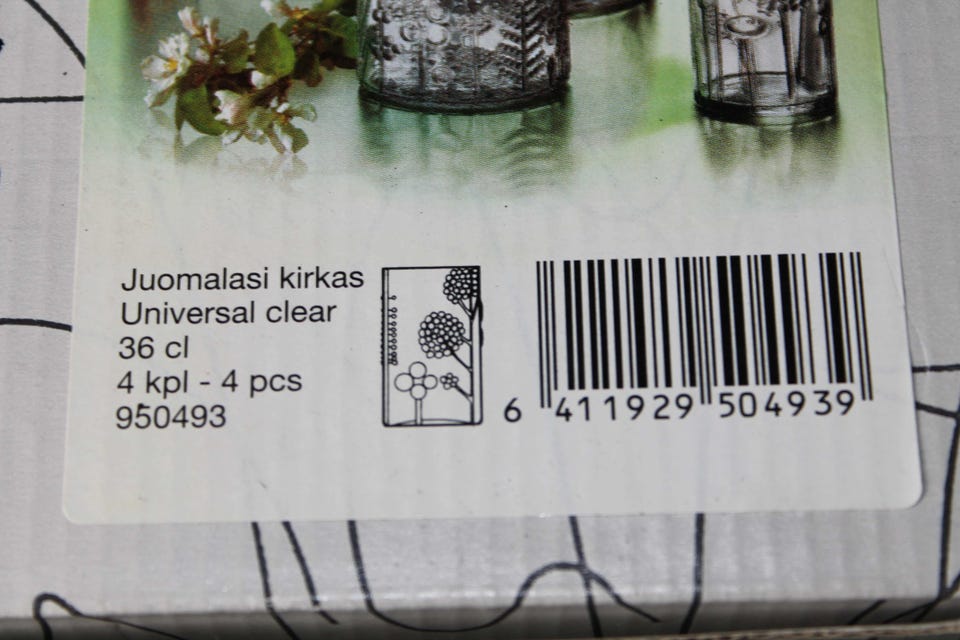 Juomalasi kirkas
Universal clear
36 cl
4 kpl - 4 pcs
950493
6 411929 504939